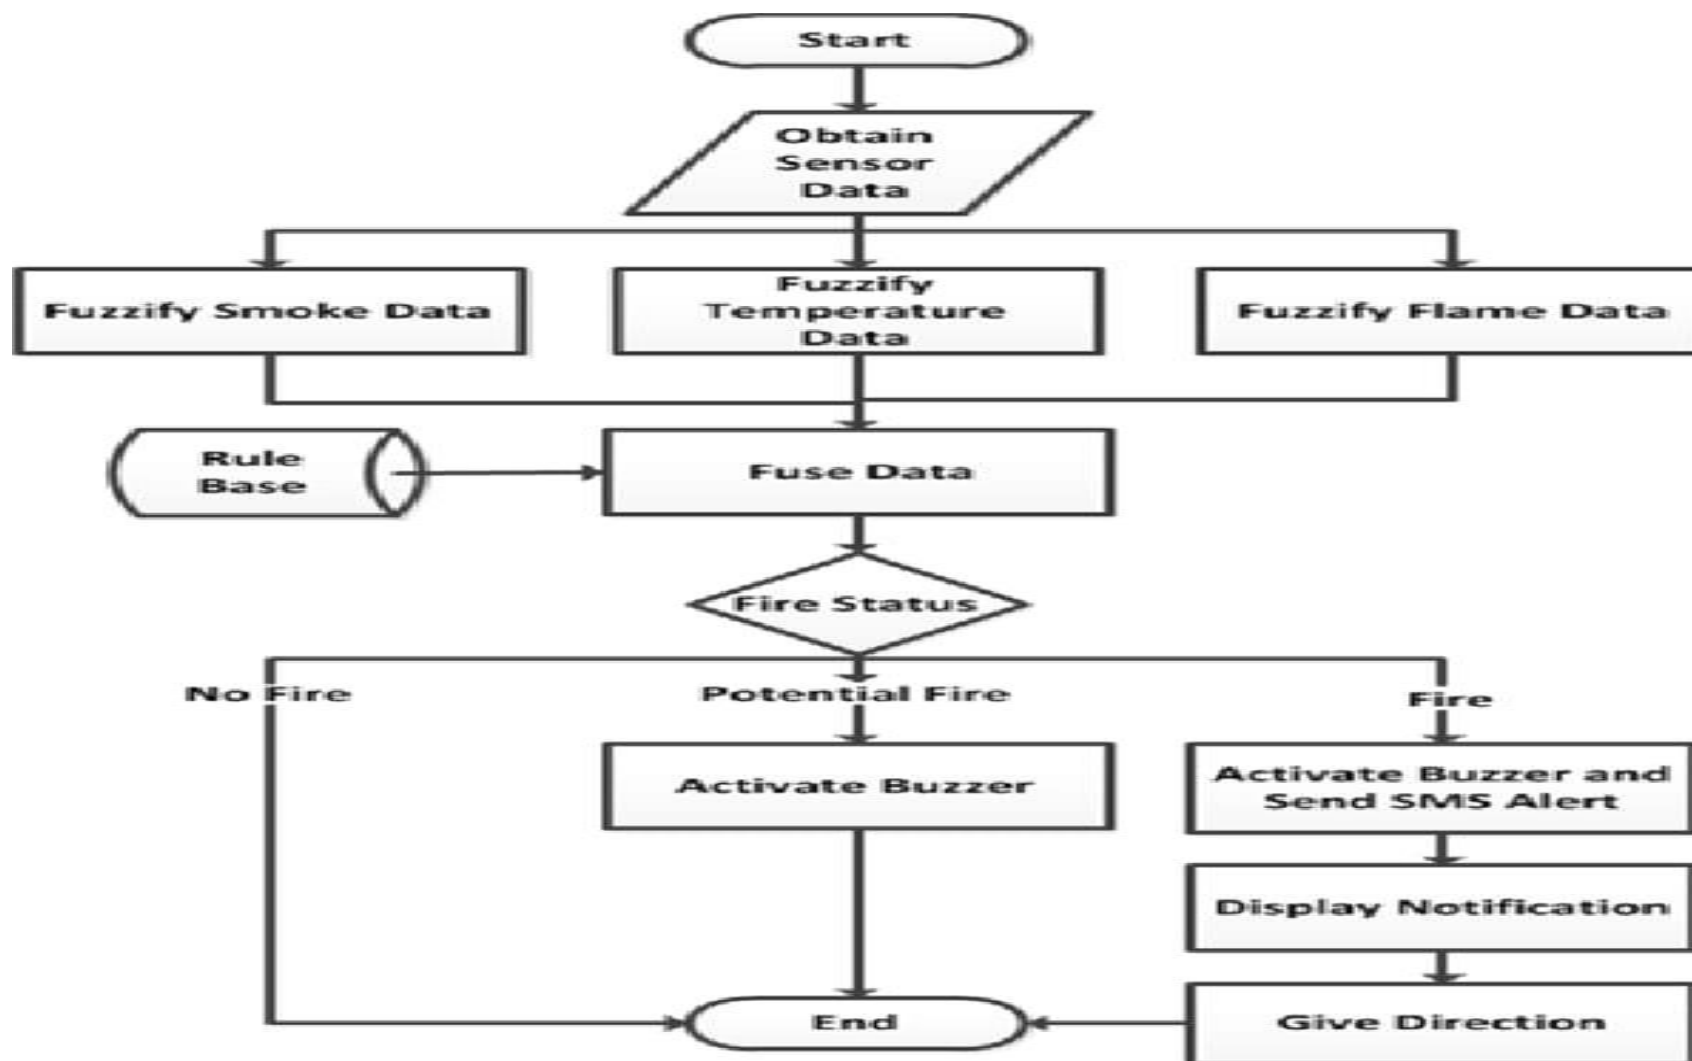 Start
Obtain
Sensor
Data
Fuzzify Smoke Data
Fuzzify
Temperature
Data
Fuzzify Flame Data
Rule
Base
Fuse Data
Fire Status
No Fire
Potential Fire
Fire
Activate Buzzer
Activate Buzzer and
Send SMS Alert
Display Notification
End
Give Direction